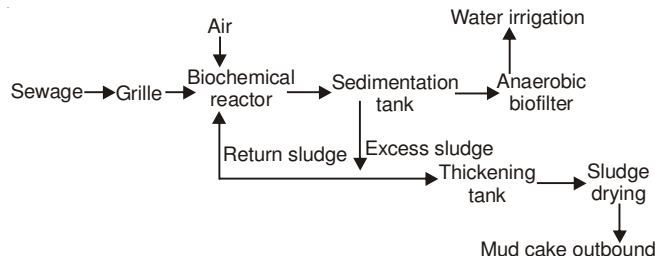 Water irrigation
Air
Sewage
Grille
Biochemical
reactor
Sedimentation
tank
Anaerobic
biofilter
Return sludge
Excess sludge
Thickening
tank
Sludge
drying
Mud cake outbound